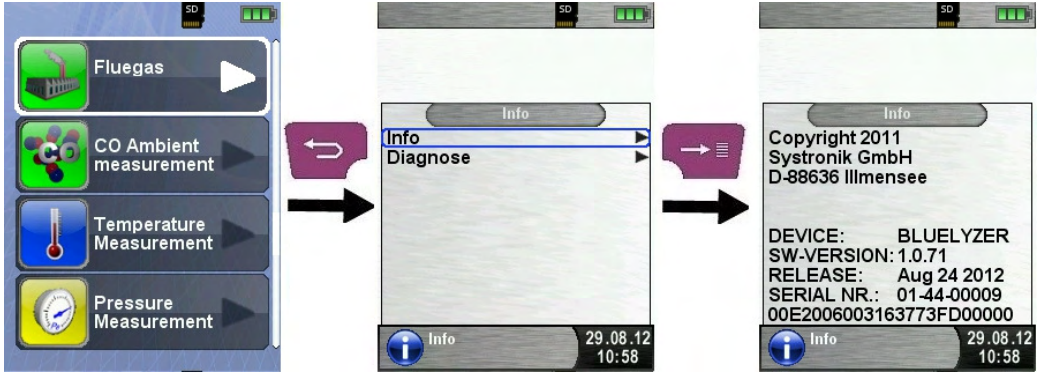 SD
Fluegas
CO
CO Ambient
measurement
Temperature
Measurement
Pressure
Measurement
SD
Info
Info
Diagnose
Info
29.08.12
10:58
SD
Info
Copyright 2011
Systronik GmbH
D-88636 Illmensee
DEVICE: BLUELYZER
SW-VERSION: 1.0.71
RELEASE: Aug 24 2012
SERIAL NR.: 01-44-00009
00E2006003163773FD00000
Info
29.08.12
10:58